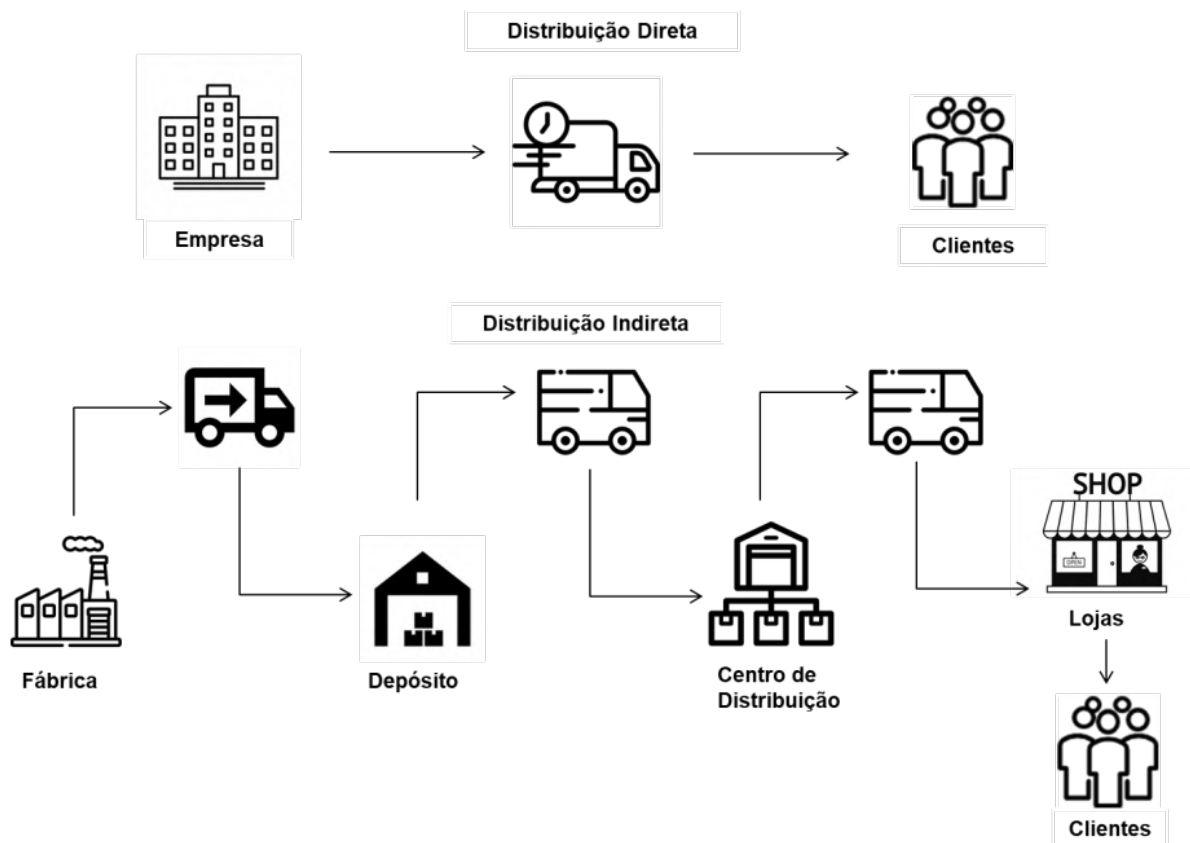 Distribuição Direta
Empresa
Clientes
Distribuição Indireta
SHOP
OPEN
Lojas
Fábrica
Depósito
Centro de
Distribuição
Clientes